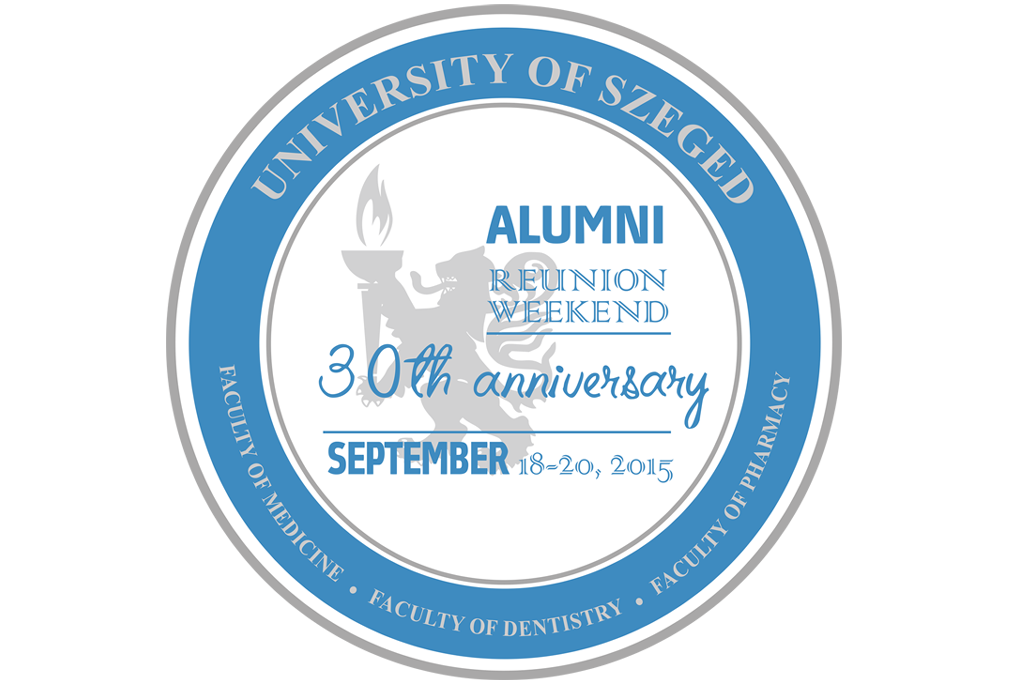 UNIVERSITY OF SZEGED
ALUMNI
REUNION
WEEKEND
30th anniversary
SEPTEMBER 18-20, 2015
FACULTY OF MEDICINE • FACULTY OF DENTISTRY • FACULTY OF PHARMACY